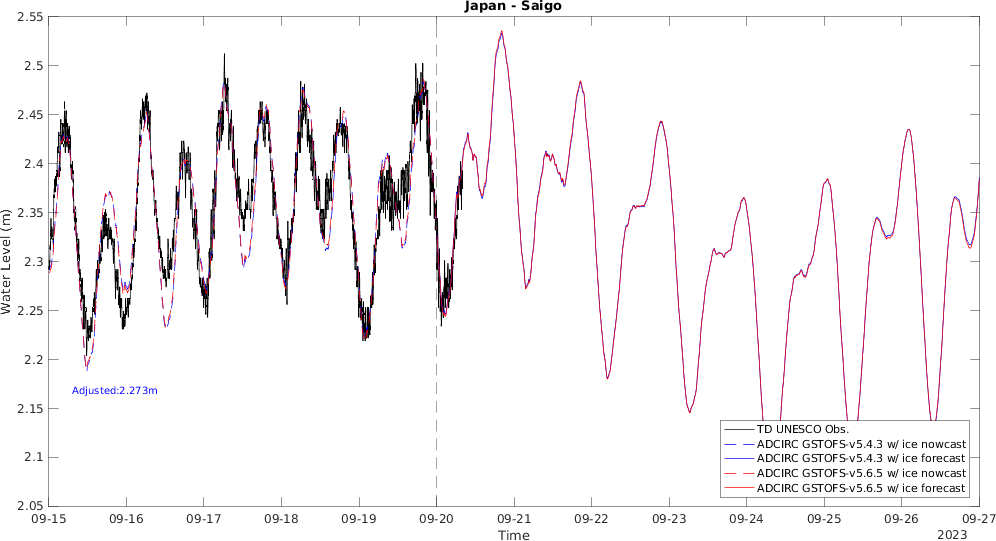 Japan - Saigo
2.55
2.5
2.45
2.4
2.35
2.3
2.25
2.2
2.15
2.1
2.05
Water Level (m)
Adjusted:2.273m
TD UNESCO Obs.
ADCIRC GSTOFS-v5.4.3 w/ ice nowcast
ADCIRC GSTOFS-v5.4.3 w/ ice forecast
ADCIRC GSTOFS-v5.6.5 w/ ice nowcast
ADCIRC GSTOFS-v5.6.5 w/ ice forecast
09-15 09-16 09-17 09-18 09-19 09-20 09-21 09-22 09-23 09-24 09-25 09-26 09-27
Time
2023